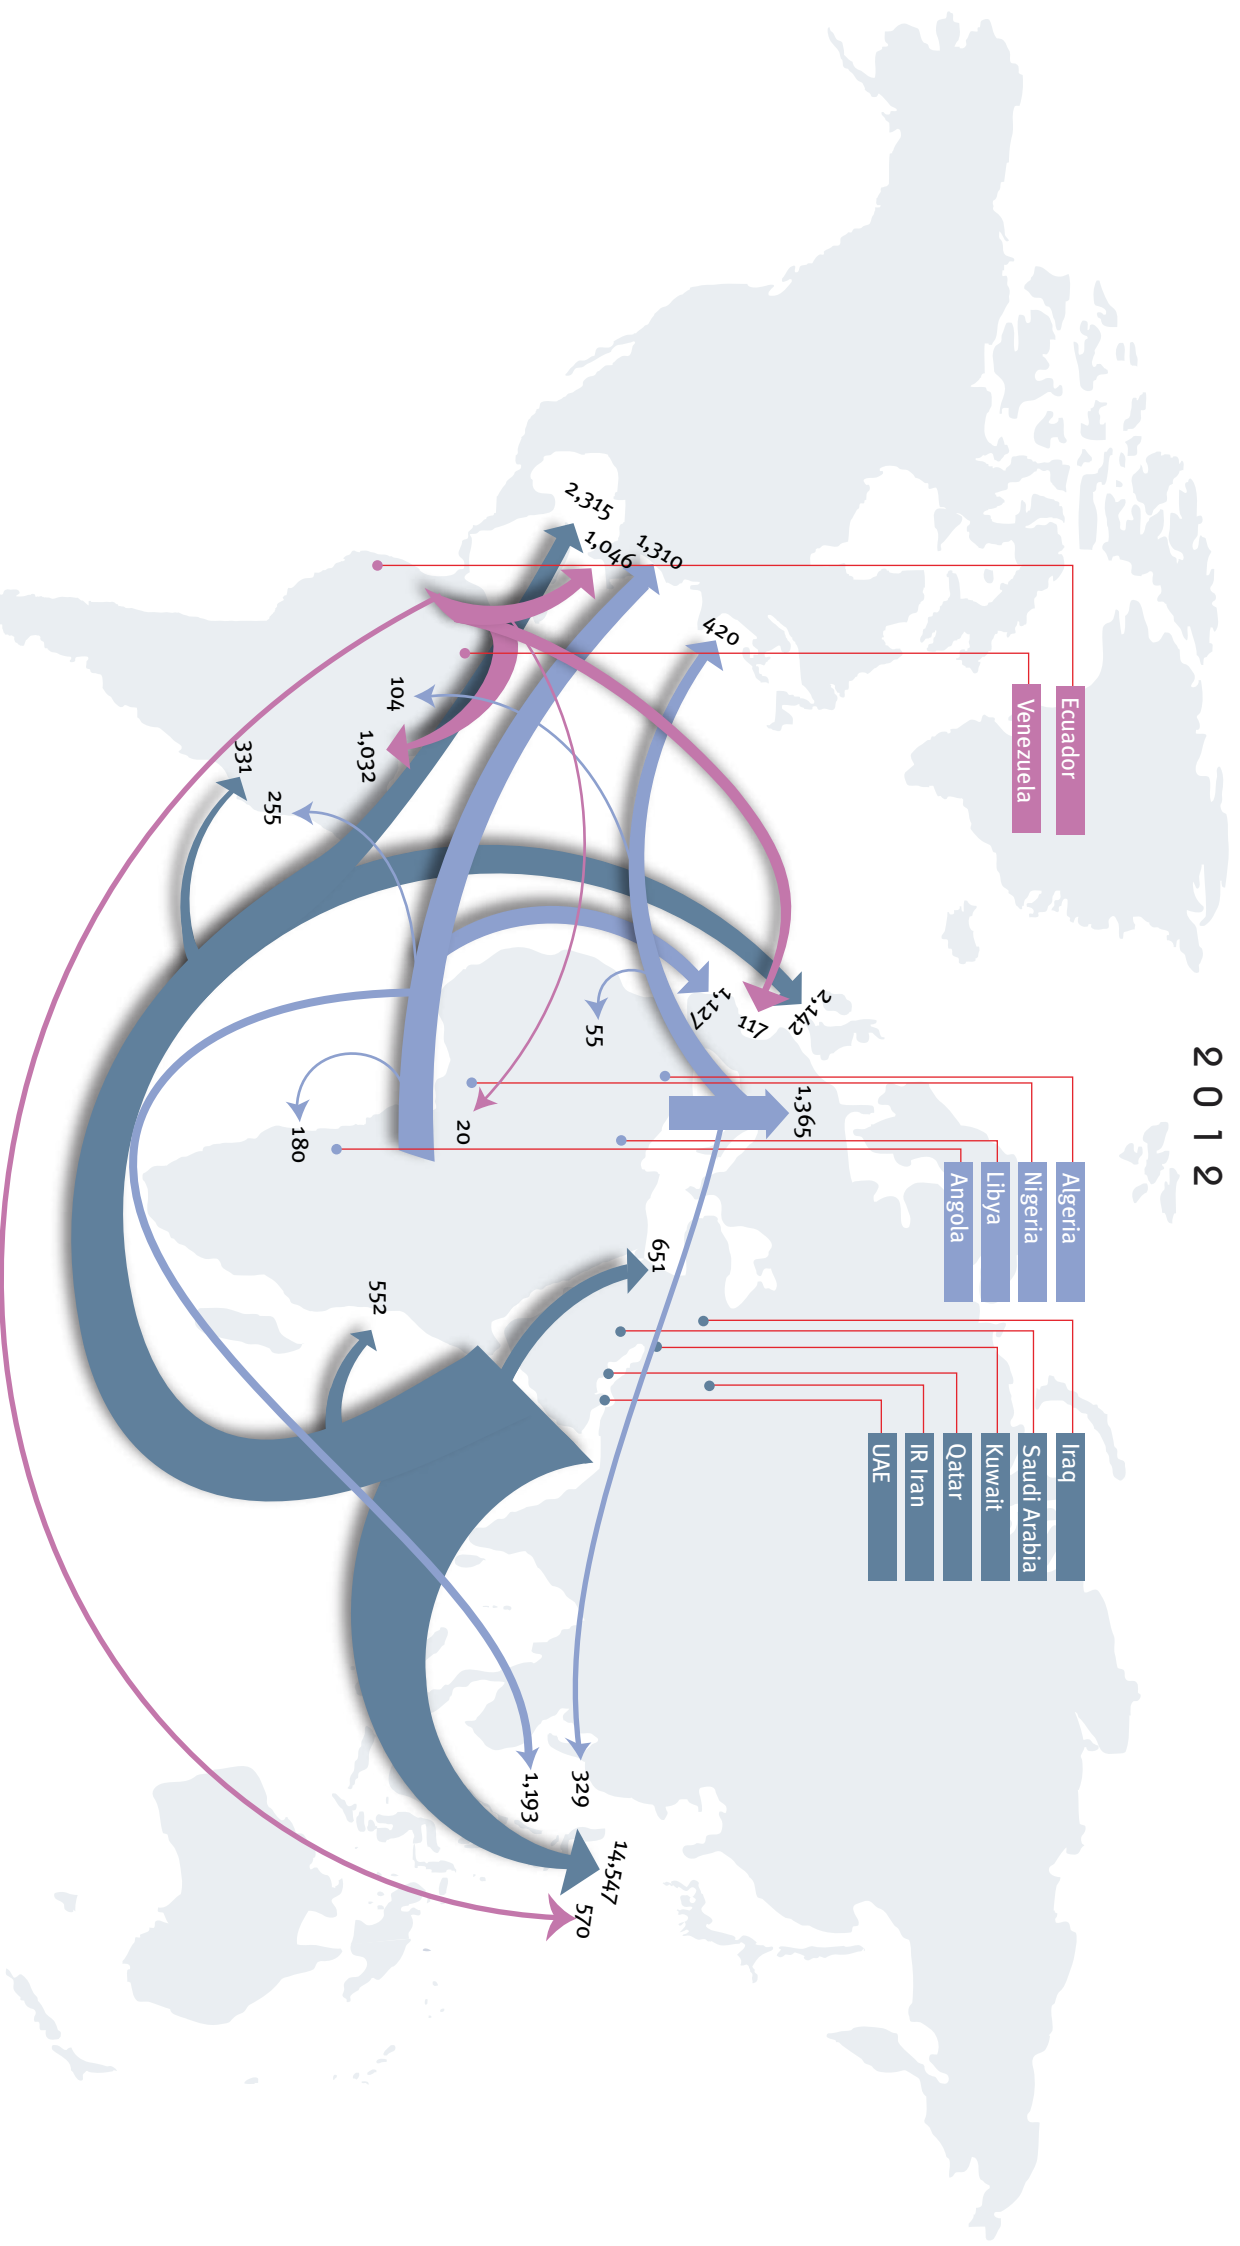 2012
Ecuador
Venezuela
Algeria
Nigeria
Libya
Angola
Iraq
Saudi Arabia
Kuwait
Qatar
IR Iran
UAE
2,315
1,046
1,310
420
2,142
117
1,127
1,365
55
104
1,032
331
255
20
180
651
552
329
1,193
14,547
570